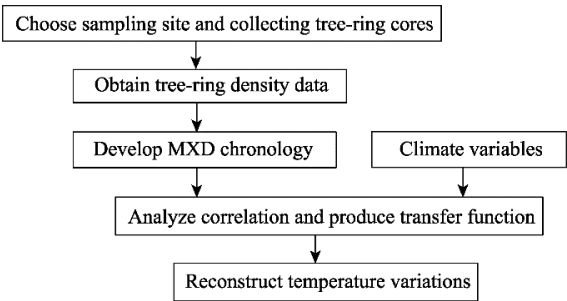 Choose sampling site and collecting tree-ring cores
Obtain tree-ring density data
Develop MXD chronology
Climate variables
Analyze correlation and produce transfer function
Reconstruct temperature variations